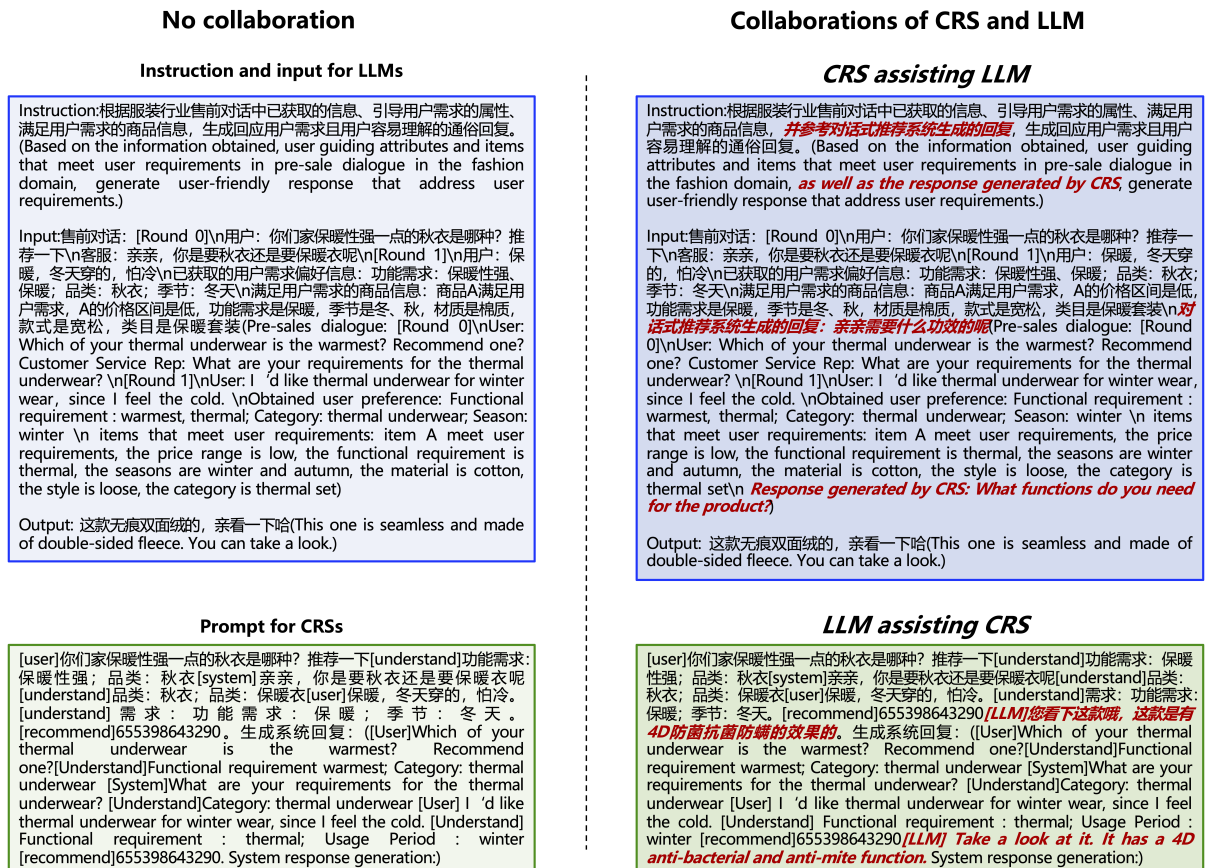 No collaboration
Instruction and input for LLMs
Instruction:根据服装行业售前对话中已获取的信息、引导用户需求的属性、
满足用户需求的商品信息，生成回应用户需求且用户容易理解的通俗回复。
(Based on the information obtained, user guiding attributes and items
that meet user requirements in pre-sale dialogue in the fashion
domain, generate user-friendly response that address user
requirements.)
Input:售前对话：[Round 0]\n用户：你们家保暖性强一点的秋衣是哪种？推
荐一下\n客服：亲亲，你是要秋衣还是要保暖衣呢\n[Round 1]\n用户：保
暖，冬天穿的，怕冷\n已获取的用户需求偏好信息：功能需求：保暖性强、
保暖；品类：秋衣；季节：冬天\n满足用户需求的商品信息：商品A满足用
户需求，A的价格区间是低，功能需求是保暖，季节是冬、秋，材质是棉质，
款式是宽松，类目是保暖套装(Pre-sales dialogue: [Round 0]\nUser:
Which of your thermal underwear is the warmest? Recommend one?
Customer Service Rep: What are your requirements for the thermal
underwear? \n[Round 1]\nUser: I‘d like thermal underwear for winter
wear, since I feel the cold. \nObtained user preference: Functional
requirement : warmest, thermal; Category: thermal underwear; Season:
winter \n items that meet user requirements: item A meet user
requirements, the price range is low, the functional requirement is
thermal, the seasons are winter and autumn, the material is cotton,
the style is loose, the category is thermal set)
Output: 这款无痕双面绒的，亲看一下哈(This one is seamless and made
of double-sided fleece. You can take a look.)
Prompt for CRSs
[user]你们家保暖性强一点的秋衣是哪种？推荐一下[understand]功能需求：
保暖性强；品类：秋衣[system]亲亲，你是要秋衣还是要保暖衣呢
[understand]品类：秋衣；品类：保暖衣[user]保暖，冬天穿的，怕冷。
[understand]需求：功能需求：保暖；季节：冬天。
[recommend]655398643290。生成系统回复：([User]Which of your
thermal underwear is the warmest? Recommend
one?[Understand]Functional requirement warmest; Category: thermal
underwear [System]What are your requirements for the thermal
underwear? [Understand]Category: thermal underwear [User] I‘d like
thermal underwear for winter wear, since I feel the cold. [Understand]
Functional requirement : thermal; Usage Period : winter
[recommend]655398643290. System response generation:)
Collaborations of CRS and LLM
CRS assisting LLM
Instruction:根据服装行业售前对话中已获取的信息、引导用户需求的属性、满足用
户需求的商品信息，并参考对话式推荐系统生成的回复，生成回应用户需求且用户
容易理解的通俗回复。(Based on the information obtained, user guiding
attributes and items that meet user requirements in pre-sale dialogue in
the fashion domain, as well as the response generated by CRS, generate
user-friendly response that address user requirements.)
Input:售前对话：[Round 0]\n用户：你们家保暖性强一点的秋衣是哪种？推荐一
下\n客服：亲亲，你是要秋衣还是要保暖衣呢\n[Round 1]\n用户：保暖，冬天穿
的，怕冷\n已获取的用户需求偏好信息：功能需求：保暖性强、保暖；品类：秋衣；
季节：冬天\n满足用户需求的商品信息：商品A满足用户需求，A的价格区间是低，
功能需求是保暖，季节是冬、秋，材质是棉质，款式是宽松，类目是保暖套装\n对
话式推荐系统生成的回复：亲亲需要什么功效的呢(Pre-sales dialogue: [Round
0]\nUser: Which of your thermal underwear is the warmest? Recommend
one? Customer Service Rep: What are your requirements for the thermal
underwear? \n[Round 1]\nUser: I‘d like thermal underwear for winter wear,
since I feel the cold. \nObtained user preference: Functional requirement :
warmest, thermal; Category: thermal underwear; Season: winter \n items
that meet user requirements: item A meet user requirements, the price
range is low, the functional requirement is thermal, the seasons are winter
and autumn, the material is cotton, the style is loose, the category is
thermal set\n Response generated by CRS: What functions do you need
for the product?)
Output: 这款无痕双面绒的，亲看一下哈(This one is seamless and made of
double-sided fleece. You can take a look.)
LLM assisting CRS
[user]你们家保暖性强一点的秋衣是哪种？推荐一下[understand]功能需求：保暖
性强；品类：秋衣[system]亲亲，你是要秋衣还是要保暖衣呢[understand]品类：
秋衣；品类：保暖衣[user]保暖，冬天穿的，怕冷。[understand]需求：功能需求：
保暖；季节：冬天。[recommend]655398643290[LLM]您看下这款哦，这款是有
4D防菌抗菌防螨的效果的。生成系统回复：([User]Which of your thermal
underwear is the warmest? Recommend one?[Understand]Functional
requirement warmest; Category: thermal underwear [System]What are your
requirements for the thermal underwear? [Understand]Category: thermal
underwear [User] I‘d like thermal underwear for winter wear, since I feel
the cold. [Understand] Functional requirement : thermal; Usage Period :
winter [recommend]655398643290[LLM] Take a look at it. It has a 4D
anti-bacterial and anti-mite function. System response generation:)